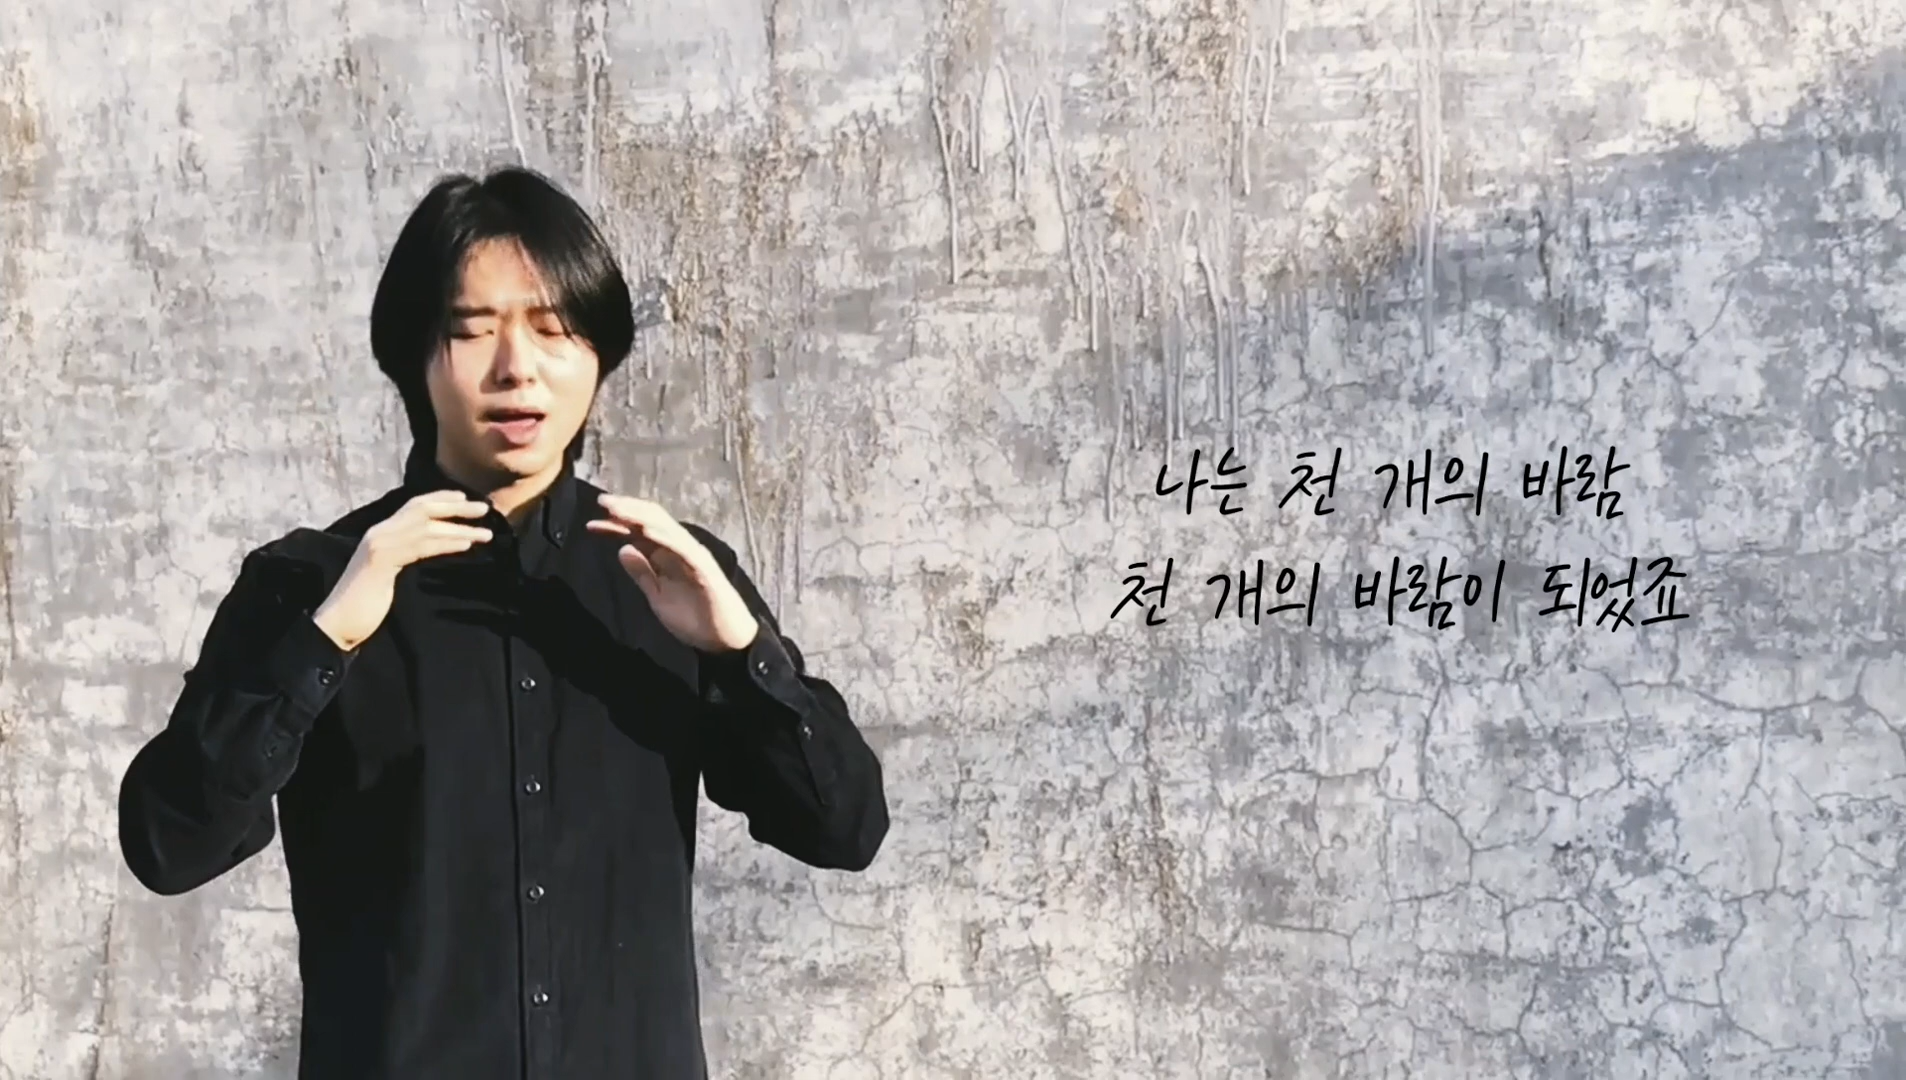 나는 천 개의 바람
천 개의 바람이 되었죠